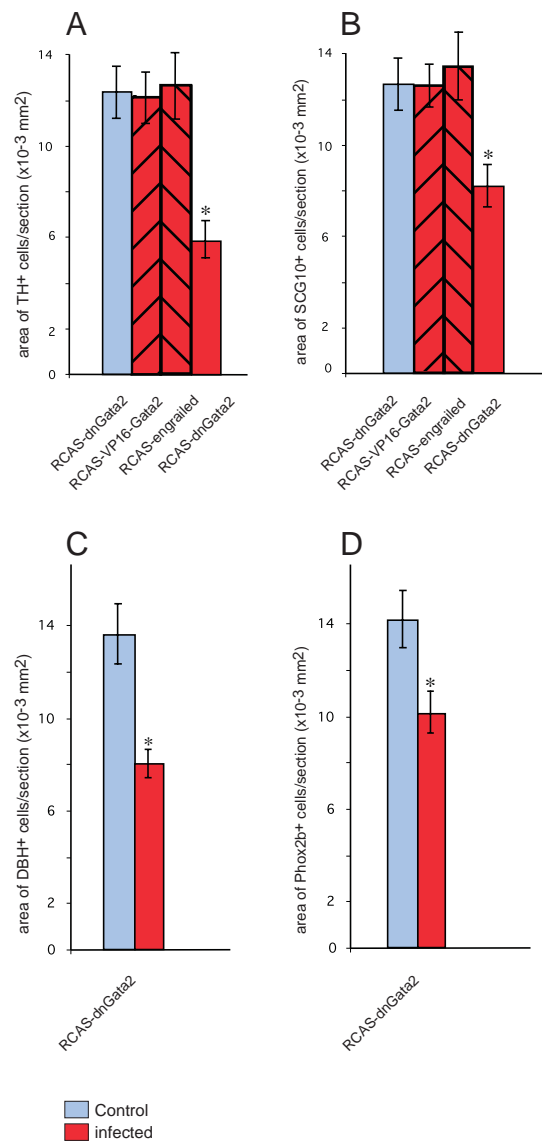 A
14
10
6
2
0
area of TH+ cells/section (x10-3 mm2)
*
RCAS-dnGata2
RCAS-VP16-Gata2
RCAS-engrailed
RCAS-dnGata2
B
14
10
6
2
0
area of SCG10+ cells/section (x10-3 mm2)
*
RCAS-dnGata2
RCAS-VP16-Gata2
RCAS-engrailed
RCAS-dnGata2
C
14
10
6
2
0
area of DBH+ cells/section (x10-3 mm2)
*
RCAS-dnGata2
D
14
10
6
2
0
area of Phox2b+ cells/section (x10-3 mm2)
*
RCAS-dnGata2
Control
infected